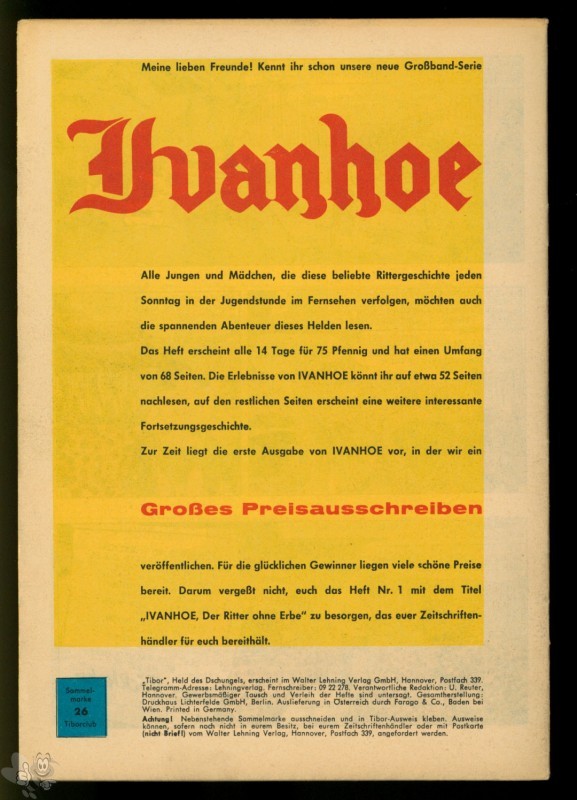 Meine lieben Freunde! Kennt ihr schon unsere neue Großband-Serie
Ivanhoe
Alle Jungen und Mädchen, die diese beliebte Rittergeschichte jeden
Sonntag in der Jugendstunde im Fernsehen verfolgen, möchten auch
die spannenden Abenteuer dieses Helden lesen.
Das Heft erscheint alle 14 Tage für 75 Pfennig und hat einen Umfang
von 68 Seiten. Die Erlebnisse von IVANHOE könnt ihr auf etwa 52 Seiten
nachlesen, auf den restlichen Seiten erscheint eine weitere interessante
Fortsetzungsgeschichte.
Zur Zeit liegt die erste Ausgabe von IVANHOE vor, in der wir ein
Großes Preisausschreiben
veröffentlichen. Für die glücklichen Gewinner liegen viele schöne Preise
bereit. Darum vergeßt nicht, euch das Heft Nr. 1 mit dem Titel
„IVANHOE, Der Ritter ohne Erbe“ zu besorgen, das euer Zeitschriften-
händler für euch bereithält.
Sammel-
marke
26
Tiborclub
„Tibor“, Held des Dschungels, erscheint im Walter Lehning Verlag GmbH, Hannover, Postfach 339.
Telegramm-Adresse: Lehningverlag. Fernschreiber: 09 22 278. Verantwortliche Redaktion: U. Reuter,
Hannover. Gewerbsmäßiger Tausch und Verleih der Hefte sind untersagt. Gesamtherstellung:
Druckhaus Lichterfelde GmbH, Berlin. Auslieferung in Österreich durch Farago & Co., Baden bei
Wien. Printed in Germany.
Achtung! Nebenstehende Sammelmarke ausschneiden und in Tibor-Ausweis kleben. Ausweise
können, sofern noch nicht in eurem Besitz, bei eurem Zeitschriftenhändler oder mit Postkarte
(nicht Brief!) vom Walter Lehning Verlag, Hannover, Postfach 339, angefordert werden.